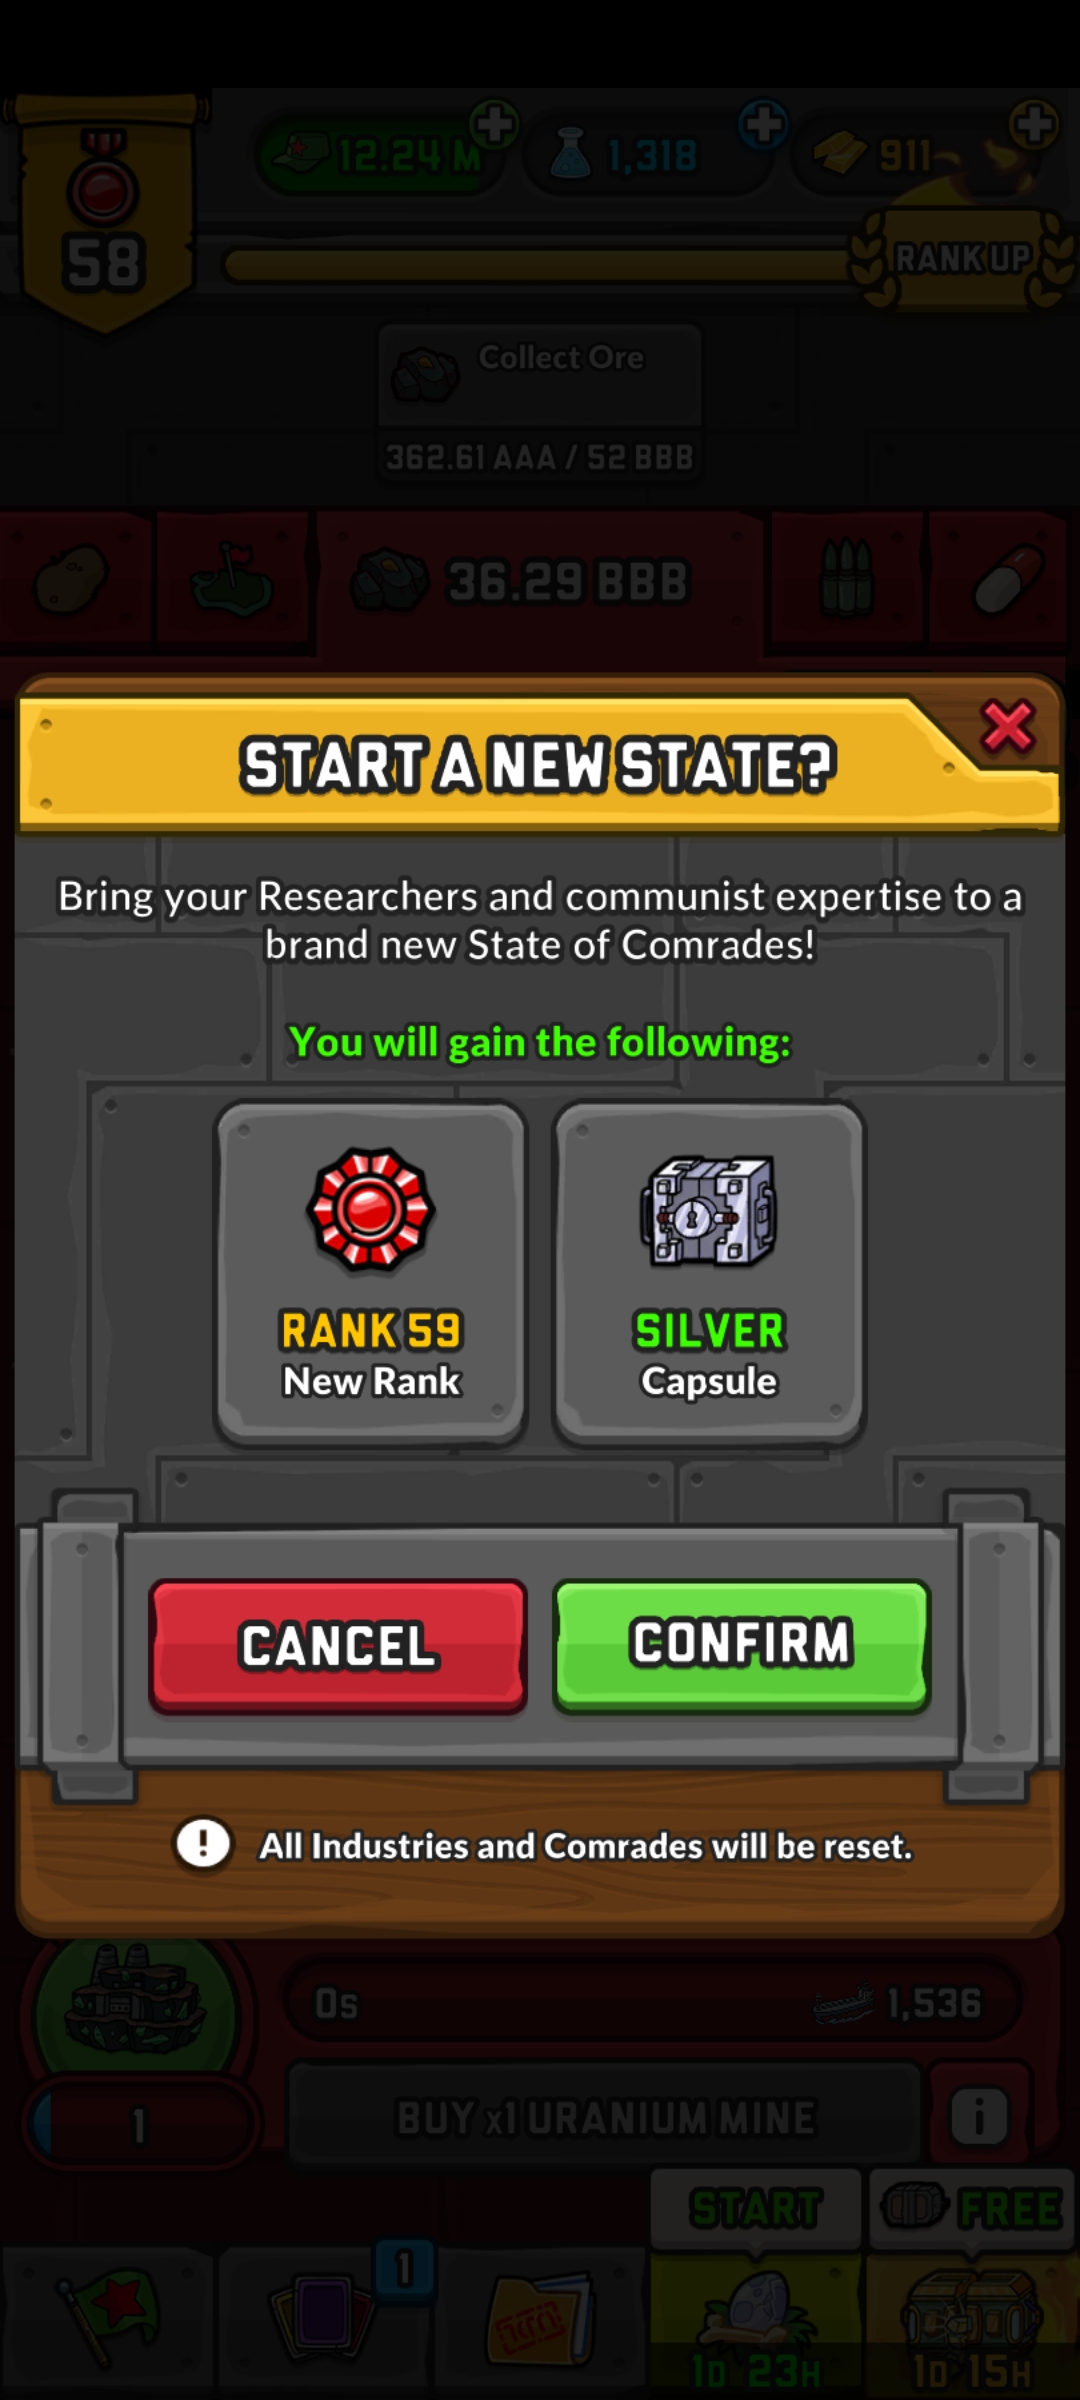 12.24 M
1,318
911
58
RANK UP
Collect Ore
362.61 AAA / 52 BBB
36.29 BBB
START A NEW STATE?
Bring your Researchers and communist expertise to a
brand new State of Comrades!
You will gain the following:
RANK 59
New Rank
SILVER
Capsule
CANCEL
CONFIRM
! All Industries and Comrades will be reset.
0s
1,536
1
BUY x1 URANIUM MINE
i
START
FREE
1
1D 23H
1D 15H